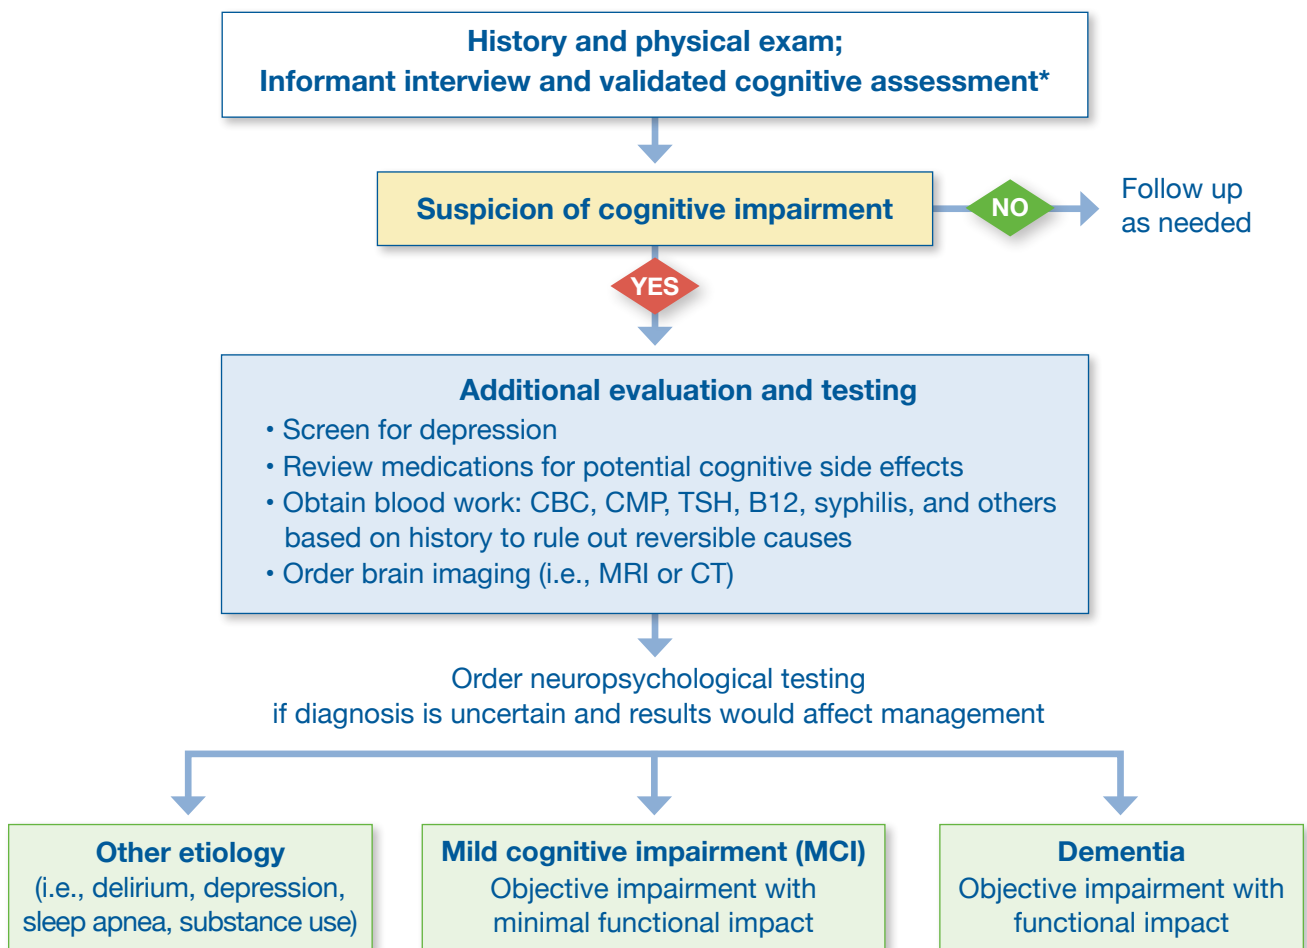 History and physical exam;
Informant interview and validated cognitive assessment*
Suspicion of cognitive impairment
NO
Follow up
as needed
YES
Additional evaluation and testing
• Screen for depression
• Review medications for potential cognitive side effects
• Obtain blood work: CBC, CMP, TSH, B12, syphilis, and others
based on history to rule out reversible causes
• Order brain imaging (i.e., MRI or CT)
Order neuropsychological testing
if diagnosis is uncertain and results would affect management
Other etiology
(i.e., delirium, depression,
sleep apnea, substance use)
Mild cognitive impairment (MCI)
Objective impairment with
minimal functional impact
Dementia
Objective impairment with
functional impact